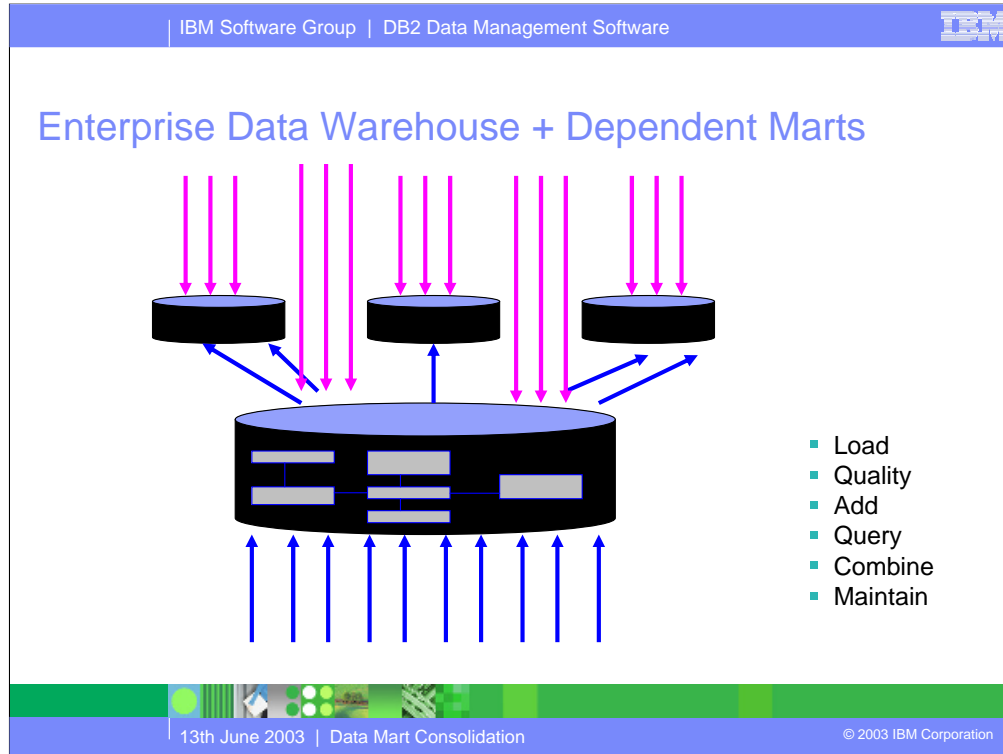 IBM Software Group | DB2 Data Management Software
IBM
Enterprise Data Warehouse + Dependent Marts
Load
Quality
Add
Query
Combine
Maintain
13th June 2003 | Data Mart Consolidation
© 2003 IBM Corporation